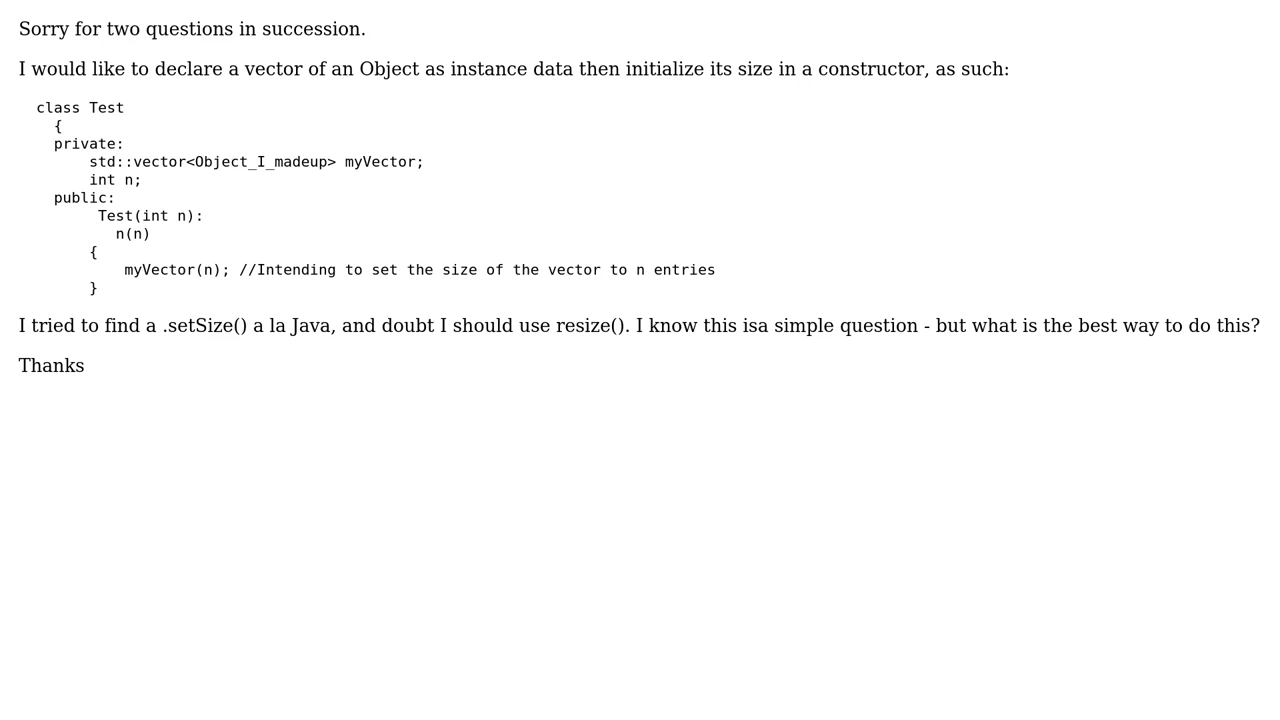 Sorry for two questions in succession.
I would like to declare a vector of an Object as instance data then initialize its size in a constructor, as such:
class Test
{
private:
std::vector<Object_I_madeup> myVector;
int n;
public:
Test(int n):
n(n)
{
myVector(n); //Intending to set the size of the vector to n entries
}
I tried to find a .setSize() a la Java, and doubt I should use resize(). I know this isa simple question - but what is the best way to do this?
Thanks